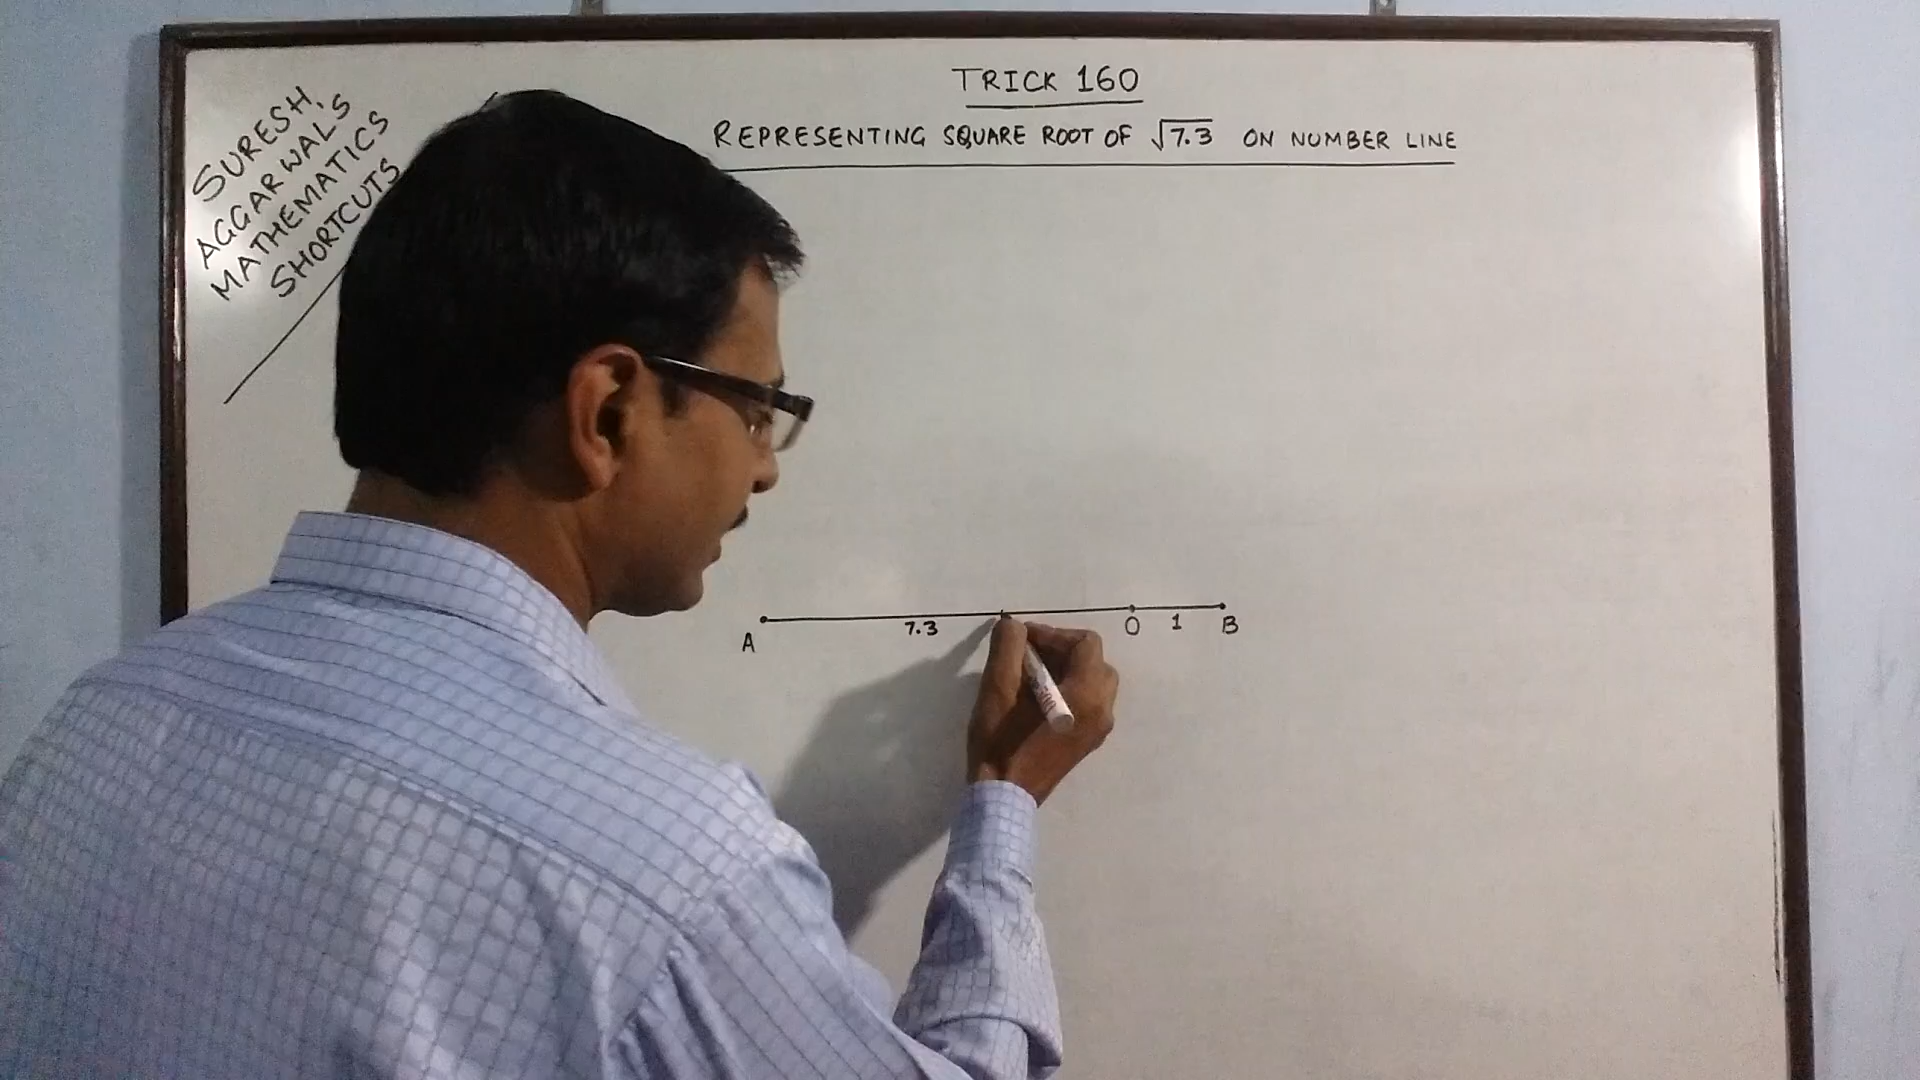 TRICK 160
REPRESENTING SQUARE ROOT OF √7.3 ON NUMBER LINE
SURESH
AGGARWAL'S
MATHEMATICS
SHORTCUTS
A 7.3 O 1 B